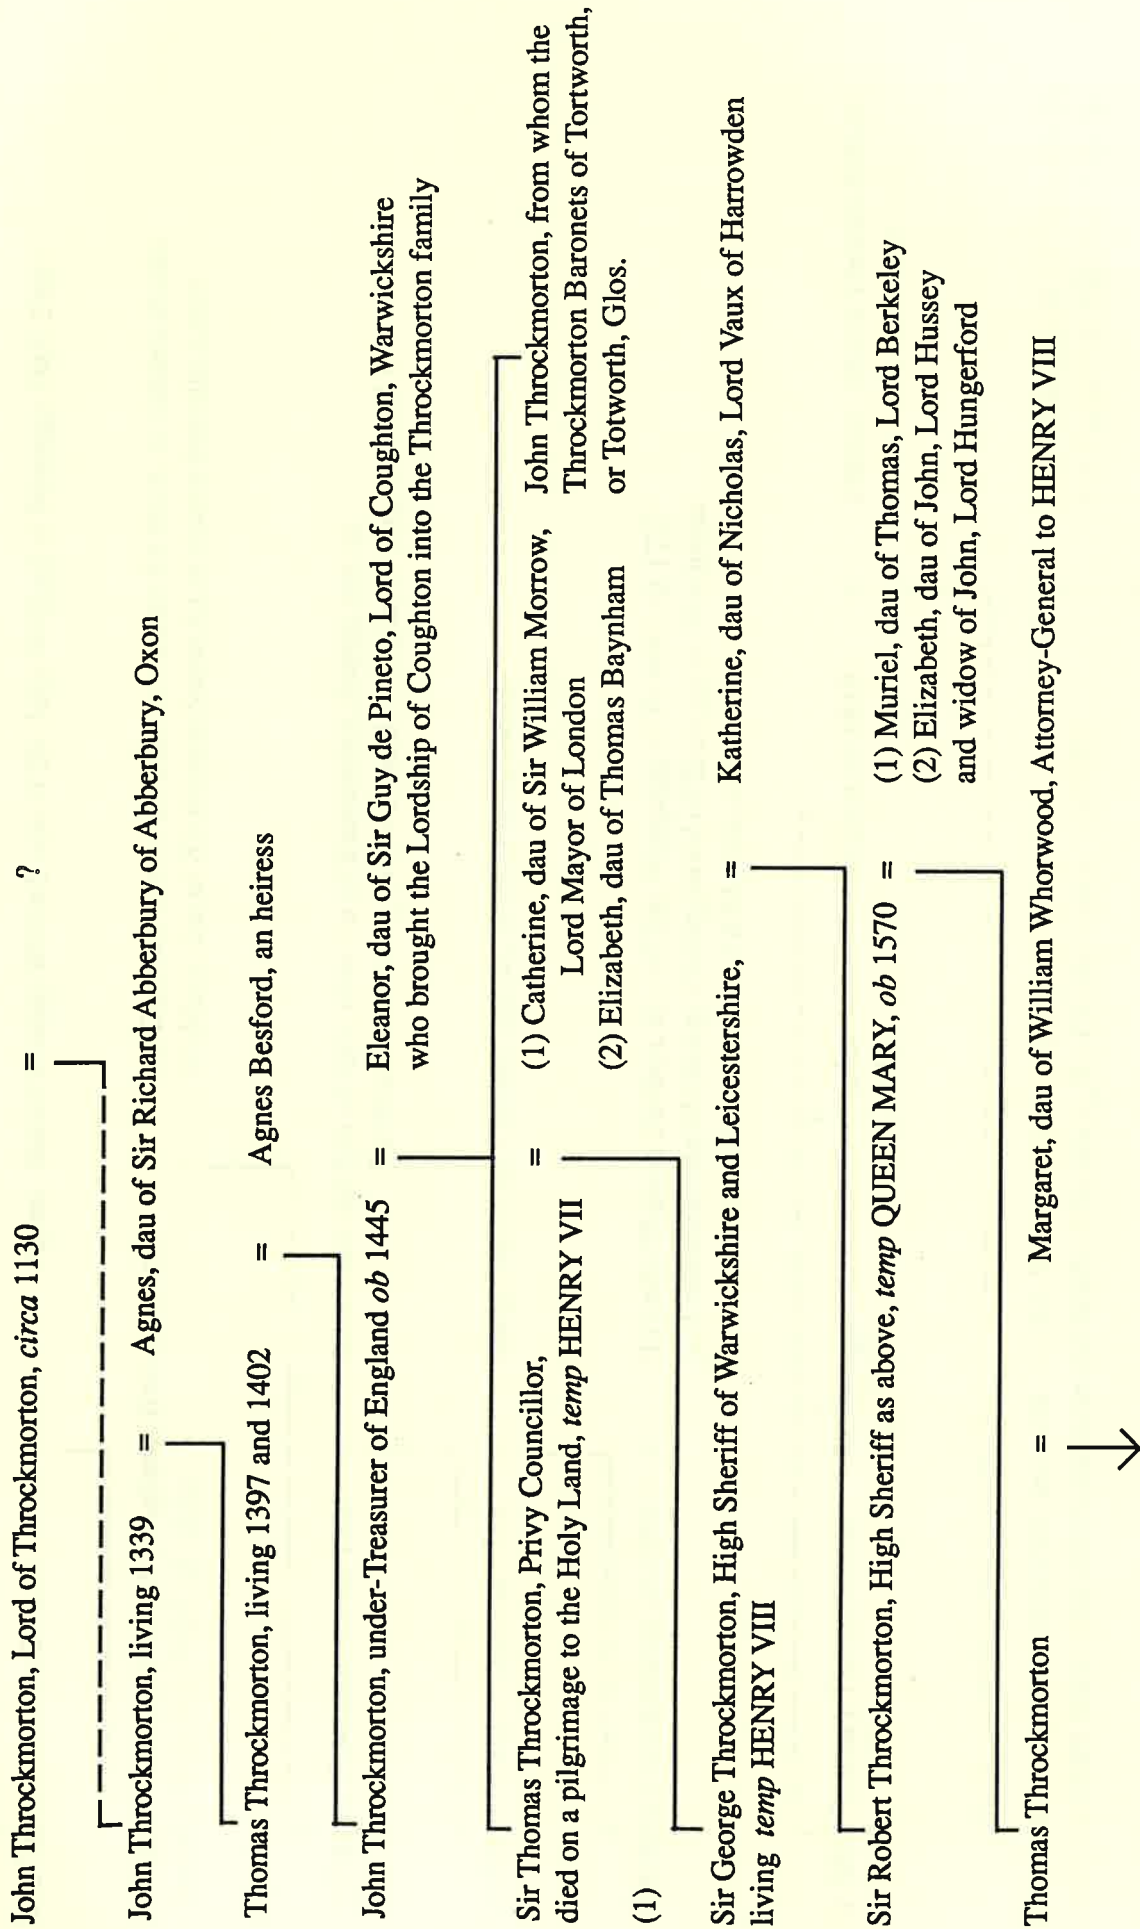 John Throckmorton, Lord of Throckmorton, circa 1130 = ?
John Throckmorton, living 1339 = Agnes, dau of Sir Richard Abberbury of Abberbury, Oxon
Thomas Throckmorton, living 1397 and 1402 = Agnes Besford, an heiress
John Throckmorton, under-Treasurer of England ob 1445 = Eleanor, dau of Sir Guy de Pineto, Lord of Coughton, Warwickshire
who brought the Lordship of Coughton into the Throckmorton family
Sir Thomas Throckmorton, Privy Councillor,
died on a pilgrimage to the Holy Land, temp HENRY VII
=
(1) Catherine, dau of Sir William Morrow,
Lord Mayor of London
(2) Elizabeth, dau of Thomas Baynham
John Throckmorton, from whom the
Throckmorton Baronets of Tortworth,
or Totworth, Glos.
(1)
Sir George Throckmorton, High Sheriff of Warwickshire and Leicestershire,
living temp HENRY VIII
= Katherine, dau of Nicholas, Lord Vaux of Harrowden
Sir Robert Throckmorton, High Sheriff as above, temp QUEEN MARY, ob 1570 =
(1) Muriel, dau of Thomas, Lord Berkeley
(2) Elizabeth, dau of John, Lord Hussey
and widow of John, Lord Hungerford
Thomas Throckmorton = Margaret, dau of William Whorwood, Attorney-General to HENRY VIII